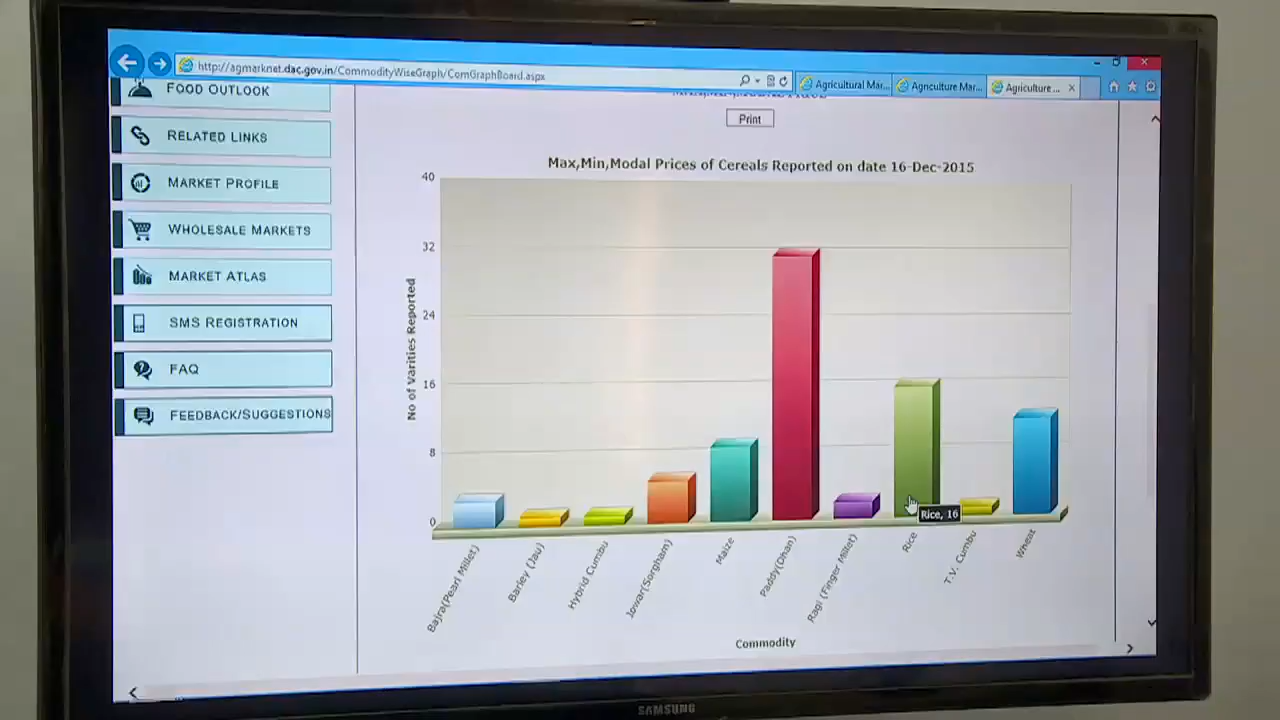 http://agmarknet.dac.gov.in/CommodityWiseGraph/ComGraphBoard.aspx
Agricultural Mar...
Agriculture Mar...
Agriculture ...
FOOD OUTLOOK
RELATED LINKS
MARKET PROFILE
WHOLESALE MARKETS
MARKET ATLAS
SMS REGISTRATION
FAQ
FEEDBACK/SUGGESTIONS
Print
Max,Min,Modal Prices of Cereals Reported on date 16-Dec-2015
No of Varities Reported
40
32
24
16
8
0
Rice, 16
Bajra(Pearl Millet)
Barley (Jau)
Hybrid Cumbu
Jowar(Sorgham)
Maize
Paddy(Dhan)
Ragi (Finger Millet)
Rice
T.V. Cumbu
Wheat
Commodity
SAMSUNG